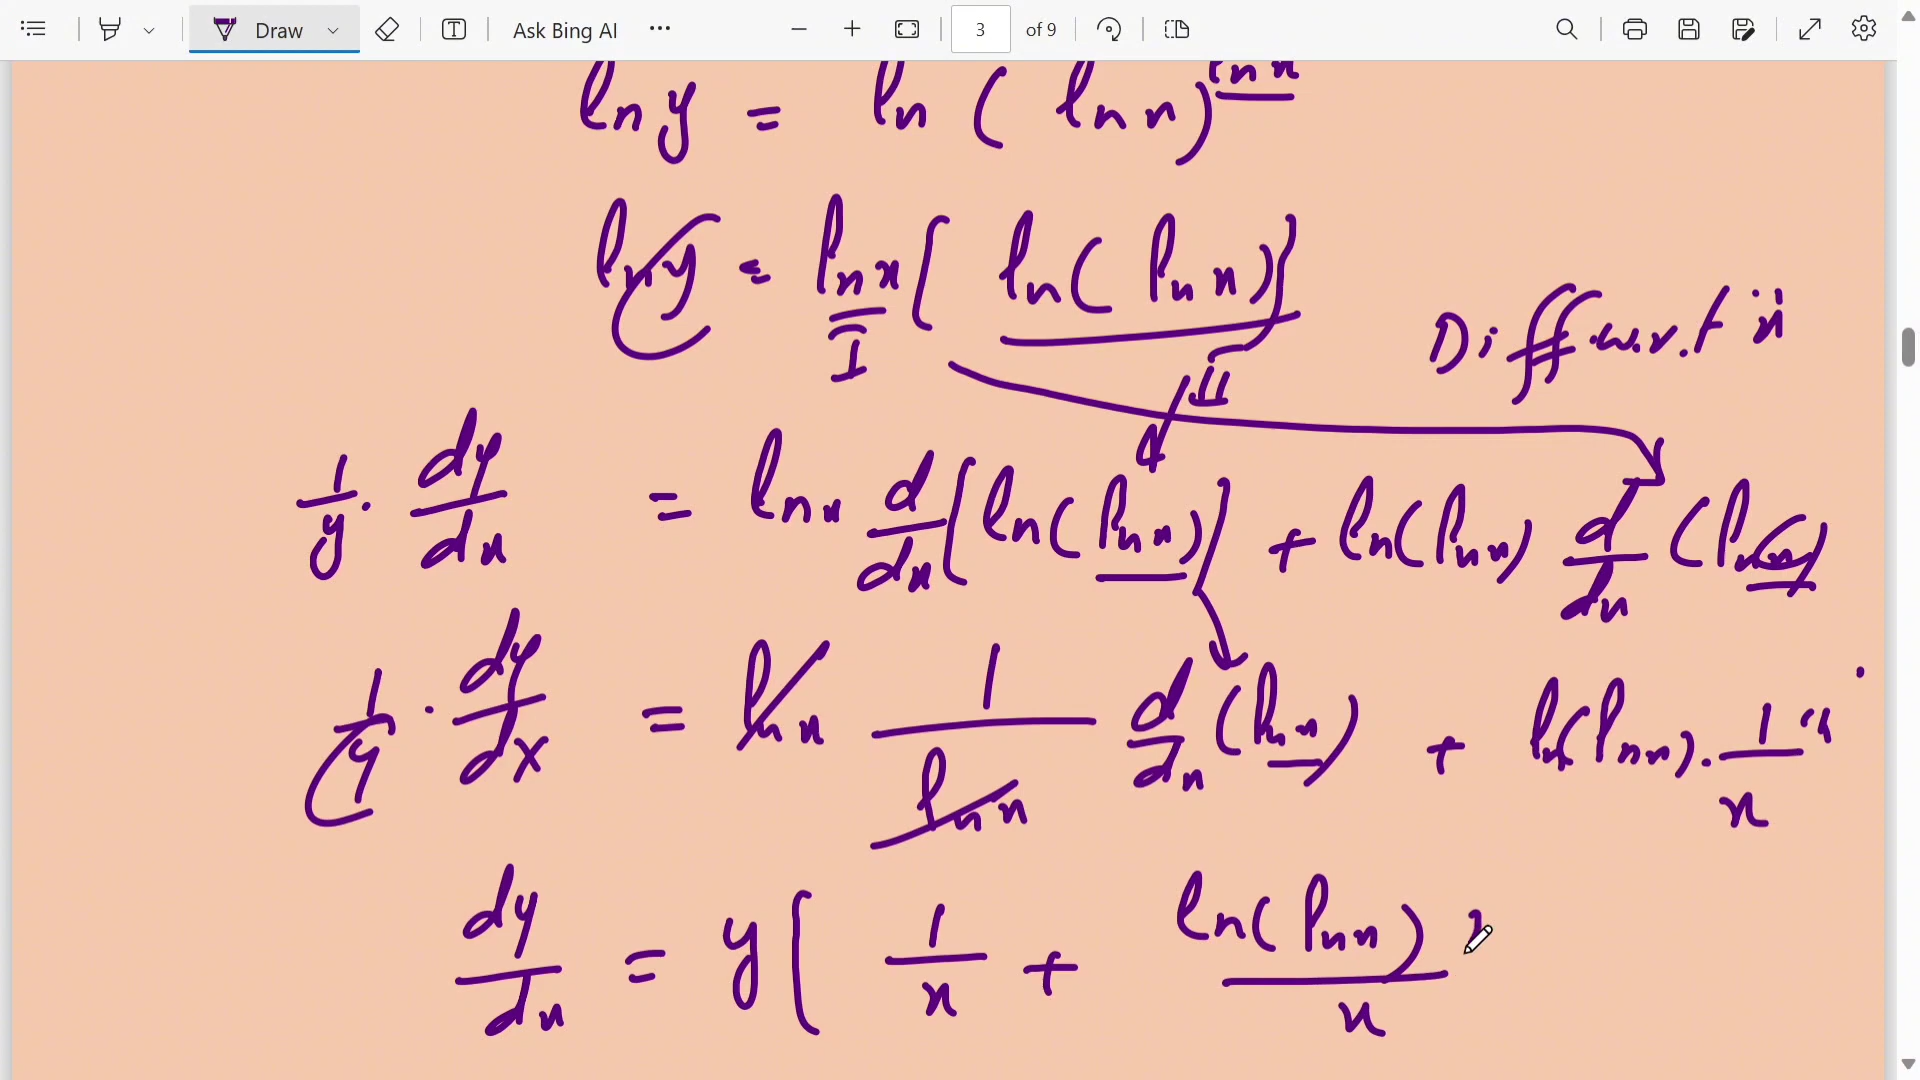 Draw Ask Bing AI 3 of 9
ln y = ln (ln x)^ln x
ln y = ln x [ln (ln x)]
I II
Diff. w.r.t 'x'
1/y . dy/dx = ln x d/dx [ln(ln x)] + ln(ln x) d/dx (ln x)
1/y . dy/dx = ln x 1/ln x d/dx (ln x) + ln(ln x) . 1/x
dy/dx = y [ 1/x + ln(ln x)/x